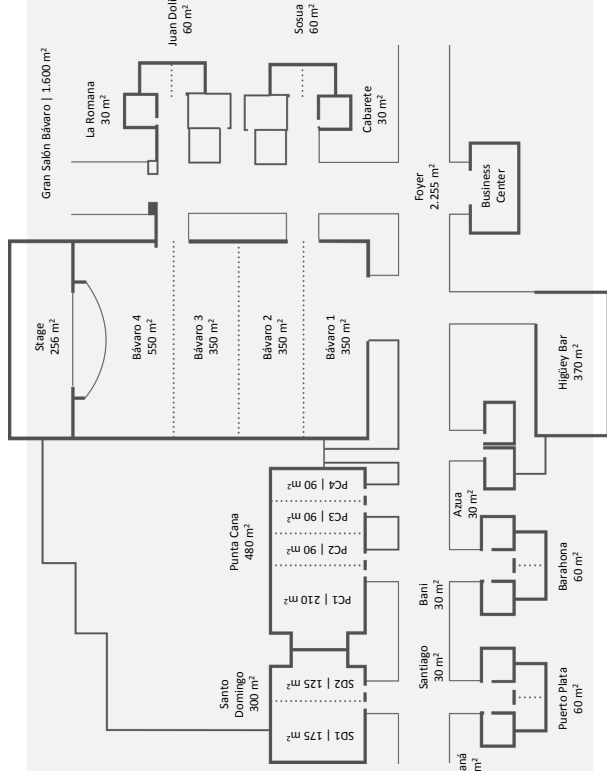 Gran Salón Bávaro | 1.600 m²
La Romana
30 m²
Juan Doli
60 m²
Sosua
60 m²
Cabarete
30 m²
Stage
256 m²
Bávaro 4
550 m²
Bávaro 3
350 m²
Bávaro 2
350 m²
Bávaro 1
350 m²
Foyer
2.255 m²
Business
Center
Higüey Bar
370 m²
Punta Cana
480 m²
PC4 | 90 m²
PC3 | 90 m²
PC2 | 90 m²
PC1 | 210 m²
Santo
Domingo
300 m²
SD2 | 125 m²
SD1 | 175 m²
Azua
30 m²
Bani
30 m²
Barahona
60 m²
Santiago
30 m²
Puerto Plata
60 m²
aná
m²